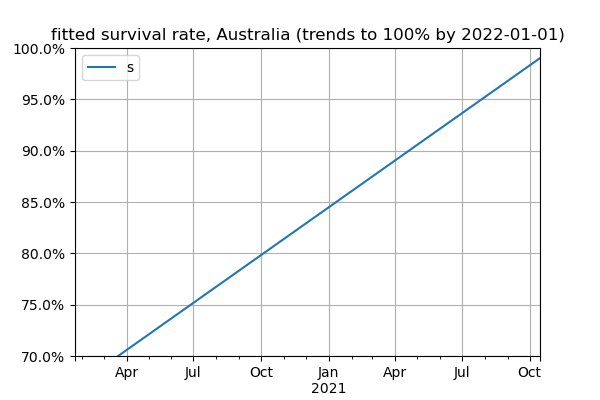 fitted survival rate, Australia (trends to 100% by 2022-01-01)
100.0%
s
95.0%
90.0%
85.0%
80.0%
75.0%
70.0%
Apr Jul Oct Jan Apr Jul Oct
2021